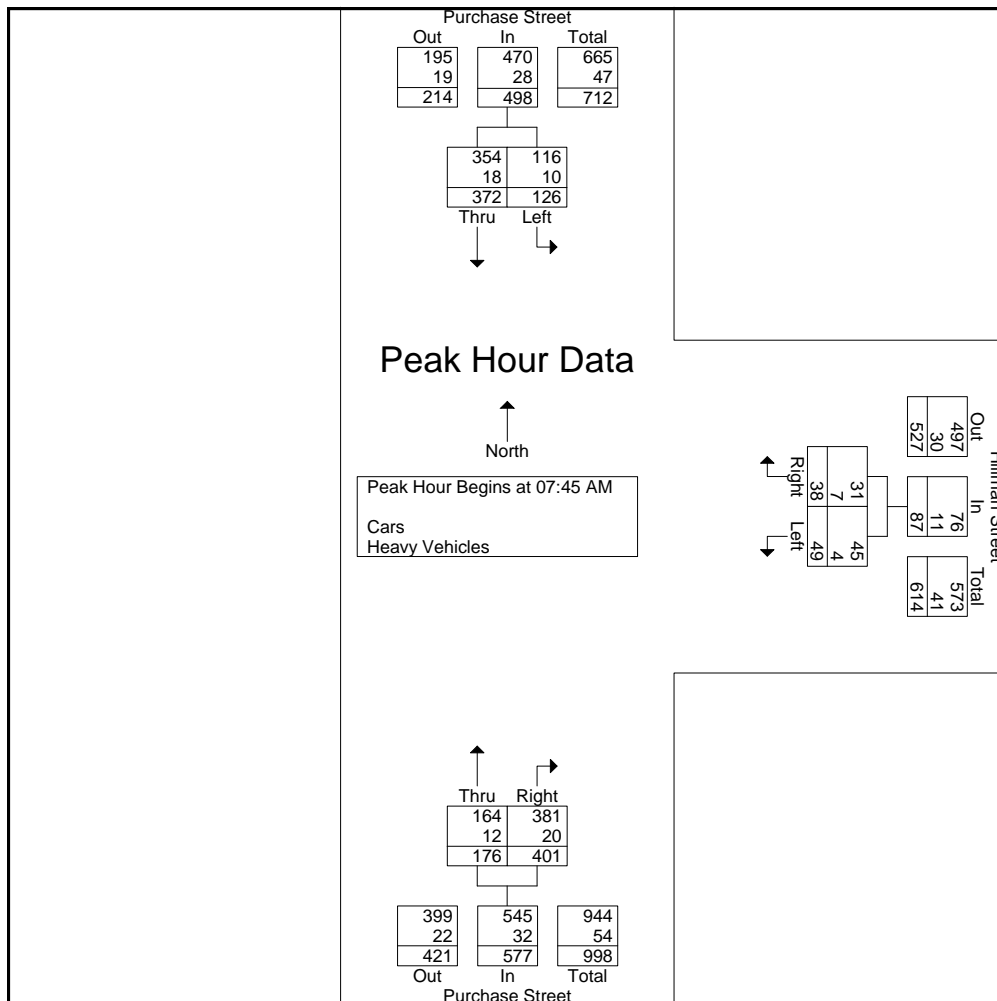 Purchase Street
Out In Total
195 470 665
19 28 47
214 498 712
354 116
18 10
372 126
Thru Left
Peak Hour Data
North
Peak Hour Begins at 07:45 AM
Cars
Heavy Vehicles
Street
Out In Total
497 76 573
30 11 41
527 87 614
31 45
7 4
38 49
Right Left
Thru Right
164 381
12 20
176 401
399 545 944
22 32 54
421 577 998
Out In Total
Purchase Street